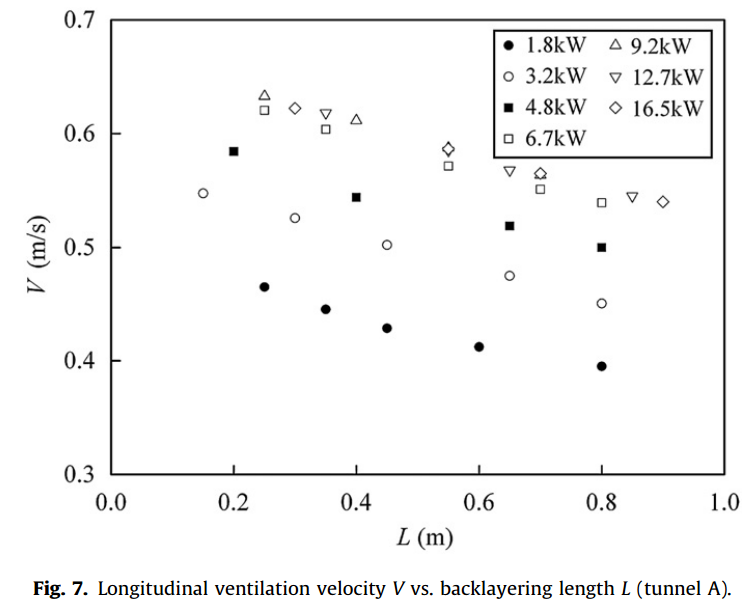 0.7
0.6
0.5
0.4
0.3
V (m/s)
● 1.8kW △ 9.2kW
○ 3.2kW ▽ 12.7kW
■ 4.8kW ◇ 16.5kW
□ 6.7kW
0.0 0.2 0.4 0.6 0.8 1.0
L (m)
Fig. 7. Longitudinal ventilation velocity V vs. backlayering length L (tunnel A).